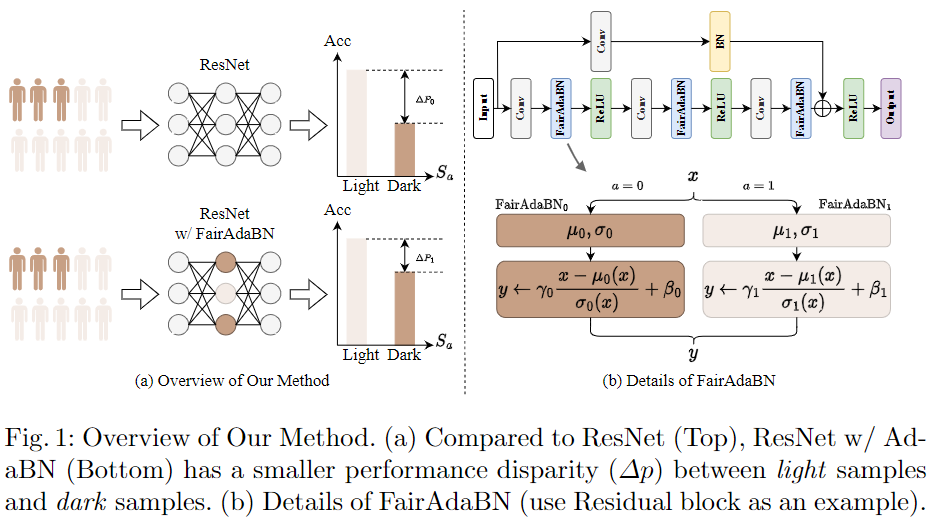 Acc
ResNet
ΔP₀
Light Dark
Sₐ
Acc
ResNet
w/ FairAdaBN
ΔP₁
Light Dark
Sₐ
(a) Overview of Our Method
Conv
BN
Input
Conv
FairAdaBN
ReLU
Conv
FairAdaBN
ReLU
Conv
FairAdaBN
ReLU
Output
x
a = 0
a = 1
FairAdaBN₀
FairAdaBN₁
μ₀, σ₀
μ₁, σ₁
y ← γ₀ (x − μ₀(x)) / σ₀(x) + β₀
y ← γ₁ (x − μ₁(x)) / σ₁(x) + β₁
y
(b) Details of FairAdaBN
Fig. 1: Overview of Our Method. (a) Compared to ResNet (Top), ResNet w/ Ad-
aBN (Bottom) has a smaller performance disparity (Δp) between light samples
and dark samples. (b) Details of FairAdaBN (use Residual block as an example).